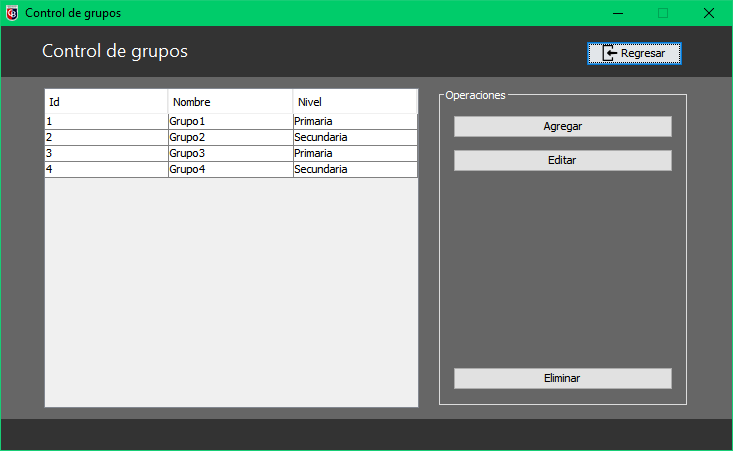 Control de grupos
Control de grupos
Regresar
Id Nombre Nivel
1 Grupo1 Primaria
2 Grupo2 Secundaria
3 Grupo3 Primaria
4 Grupo4 Secundaria
Operaciones
Agregar
Editar
Eliminar